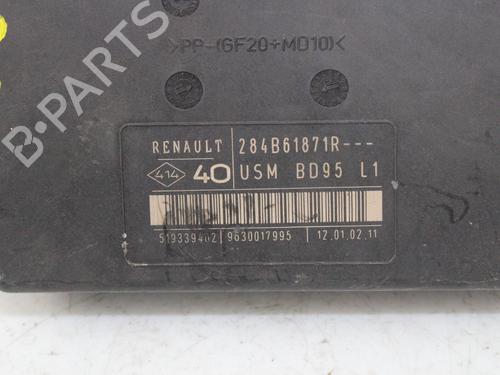 >PP-(GF20+MD10)<
RENAULT 284B61871R---
414 40 USM BD95 L1
519339402 9630017995 12.01.02.11
B-PARTS